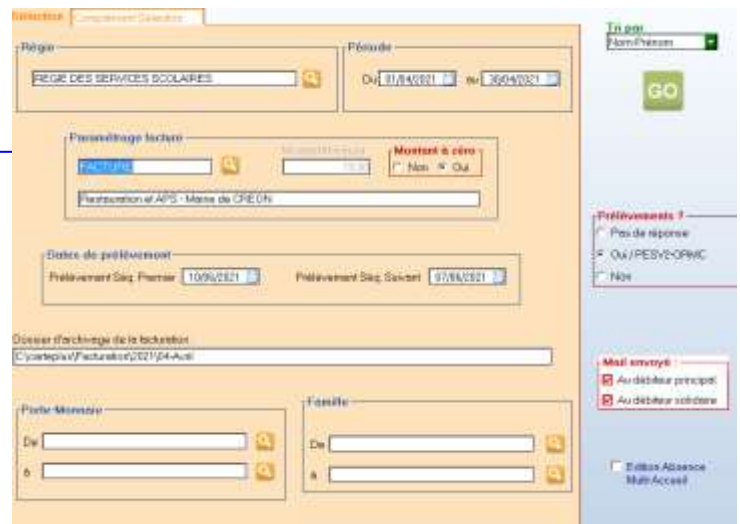 Sélection Complément Sélection
Tri par
Nom/Prénom
GO
Régie
REGIE DES SERVICES SCOLAIRES
Période
Du 01/04/2021 au 30/04/2021
Paramétrage facture
FACTURE
Montant à zéro
Non Oui
Restauration et APS - Mairie de CREON
Prélèvements ?
Pas de réponse
Oui / PESV2-ORMC
Non
Dates de prélèvement
Prélèvement Séq. Premier 10/06/2021 Prélèvement Séq. Suivant 07/06/2021
Dossier d'archivage de la facturation
C:\carteplus\Facturation\2021\04-Avril
Mail envoyé :
Au débiteur principal
Au débiteur solidaire
Porte Monnaie
De
à
Famille
De
à
Edition Absence
Multi Accueil